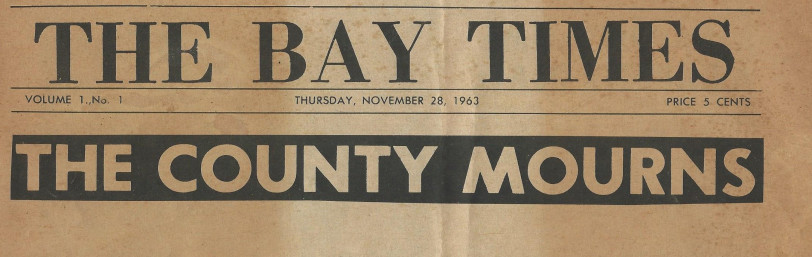 THE BAY TIMES
VOLUME 1., No. 1 THURSDAY, NOVEMBER 28, 1963 PRICE 5 CENTS
THE COUNTY MOURNS